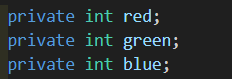 private int red;
private int green;
private int blue;